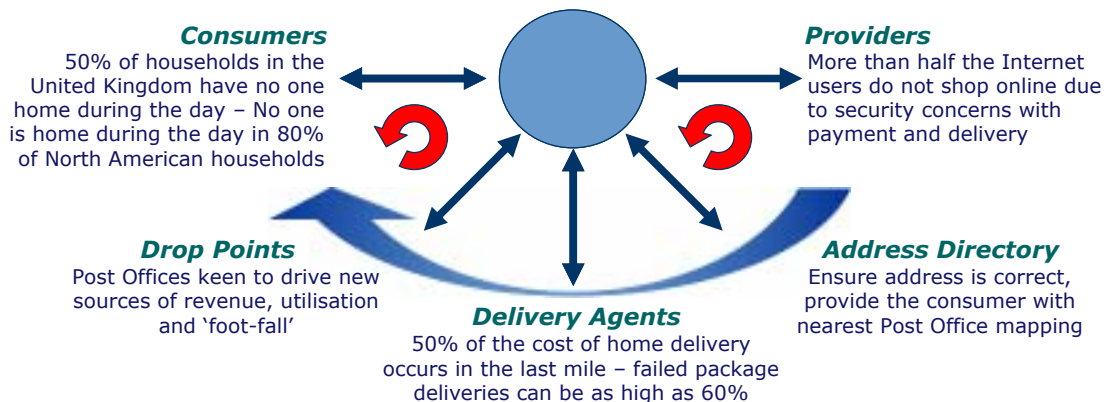 Consumers
50% of households in the
United Kingdom have no one
home during the day – No one
is home during the day in 80%
of North American households
Providers
More than half the Internet
users do not shop online due
to security concerns with
payment and delivery
Drop Points
Post Offices keen to drive new
sources of revenue, utilisation
and ‘foot-fall’
Delivery Agents
50% of the cost of home delivery
occurs in the last mile – failed package
deliveries can be as high as 60%
Address Directory
Ensure address is correct,
provide the consumer with
nearest Post Office mapping